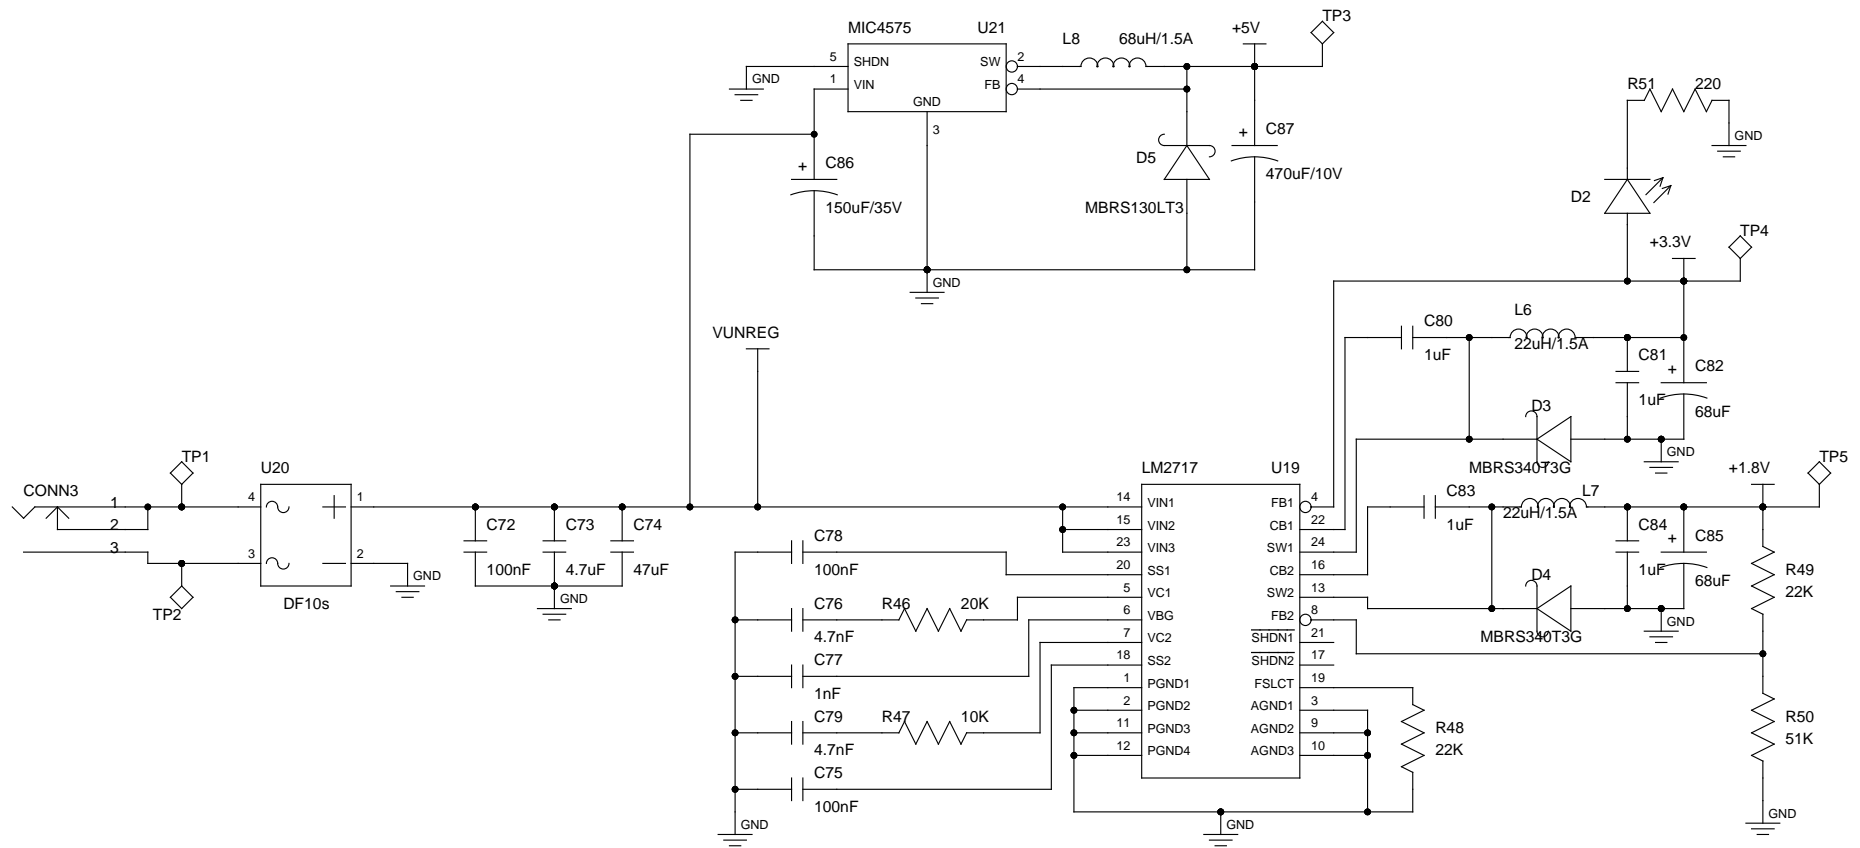 MIC4575 U21
5 SHDN SW 2
1 VIN FB 4
GND
3
GND
L8 68uH/1.5A
+5V
TP3
+ C86
150uF/35V
D5
MBRS130LT3
+ C87
470uF/10V
GND
R51 220
GND
D2
+3.3V
TP4
VUNREG
C80
1uF
L6
22uH/1.5A
C81
1uF
+ C82
68uF
D3
MBRS340T3G
GND
CONN3
1
2
3
TP1
TP2
U20
4 1
3 2
DF10s
GND
C72
100nF
C73
4.7uF
C74
47uF
GND
C78
100nF
C76
4.7nF
R46 20K
C77
1nF
C79
4.7nF
R47 10K
C75
100nF
GND
LM2717 U19
14 VIN1 FB1 4
15 VIN2 CB1 22
23 VIN3 SW1 24
20 SS1 CB2 16
5 VC1 SW2 13
6 VBG FB2 8
7 VC2 SHDN1 21
18 SS2 SHDN2 17
1 PGND1 FSLCT 19
2 PGND2 AGND1 3
11 PGND3 AGND2 9
12 PGND4 AGND3 10
GND
R48
22K
C83
1uF
L7
22uH/1.5A
+1.8V
TP5
C84
1uF
+ C85
68uF
D4
MBRS340T3G
GND
R49
22K
R50
51K
GND